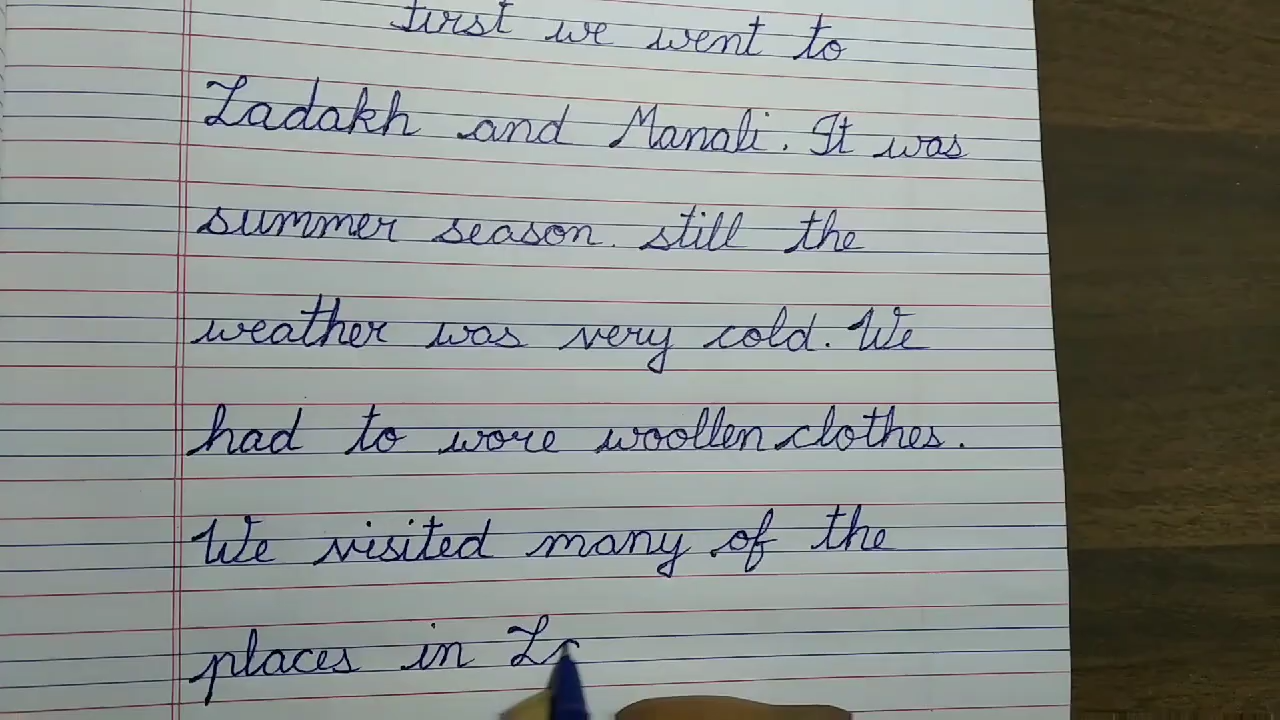 first we went to
Ladakh and Manali. It was
summer season. still the
weather was very cold. We
had to wore woollen clothes.
We visited many of the
places in